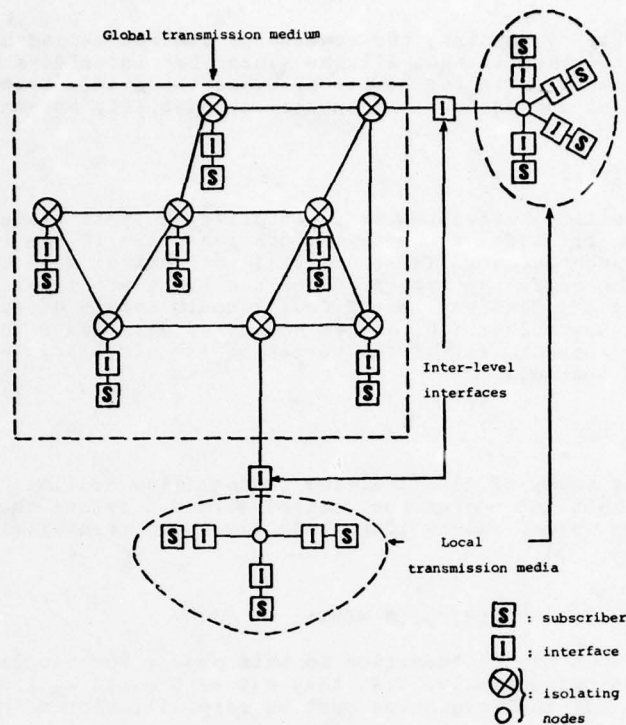 Global transmission medium
S
I
I S
I
I S
I
S
I
S
I
I
I
S
S
S
I
I
S
S
Inter-level
interfaces
I
S I
I S
I
S
Local
transmission media
S : subscriber
I : interface
: isolating
nodes